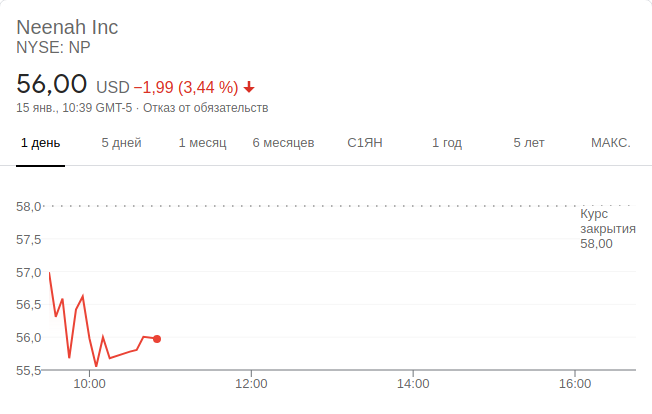 Neenah Inc
NYSE: NP
56,00 USD −1,99 (3,44 %)
15 янв., 10:39 GMT-5 · Отказ от обязательств
1 день 5 дней 1 месяц 6 месяцев С1ЯН 1 год 5 лет МАКС.
58,0
Курс
закрытия
57,5
58,00
57,0
56,5
56,0
55,5
10:00 12:00 14:00 16:00